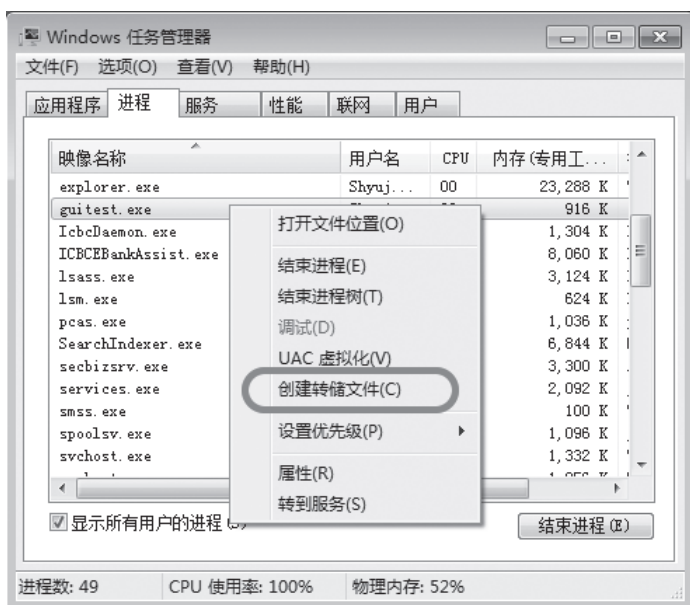 Windows 任务管理器
文件(F) 选项(O) 查看(V) 帮助(H)
应用程序 进程 服务 性能 联网 用户
映像名称 用户名 CPU 内存(专用工...
explorer.exe Shyuj... 00 23,288 K
guitest.exe 916 K
IcbcDaemon.exe 1,304 K
ICBCEBankAssist.exe 8,060 K
lsass.exe 3,124 K
lsm.exe 624 K
pcas.exe 1,036 K
SearchIndexer.exe 6,844 K
secbizsrv.exe 3,300 K
services.exe 2,092 K
smss.exe 100 K
spoolsv.exe 1,096 K
svchost.exe 1,332 K
打开文件位置(O)
结束进程(E)
结束进程树(T)
调试(D)
UAC 虚拟化(V)
创建转储文件(C)
设置优先级(P)
属性(R)
转到服务(S)
显示所有用户的进程
结束进程(E)
进程数: 49 CPU 使用率: 100% 物理内存: 52%